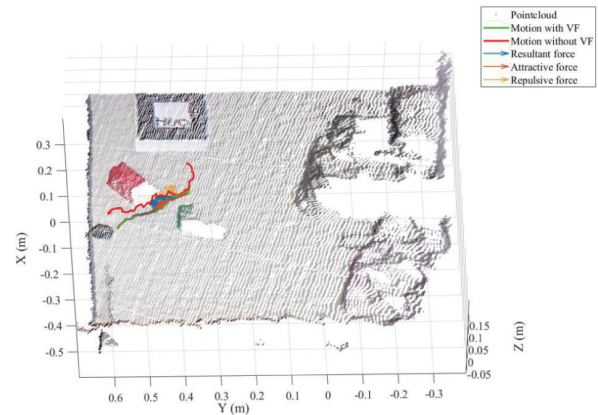 Pointcloud
Motion with VF
Motion without VF
Resultant force
Attractive force
Repulsive force
0.3
0.2
0.1
0
-0.1
-0.2
-0.3
-0.4
-0.5
X (m)
0.6 0.5 0.4 0.3 0.2 0.1 0 -0.1 -0.2 -0.3
Y (m)
0.15
0.1
0.05
0
-0.05
Z (m)